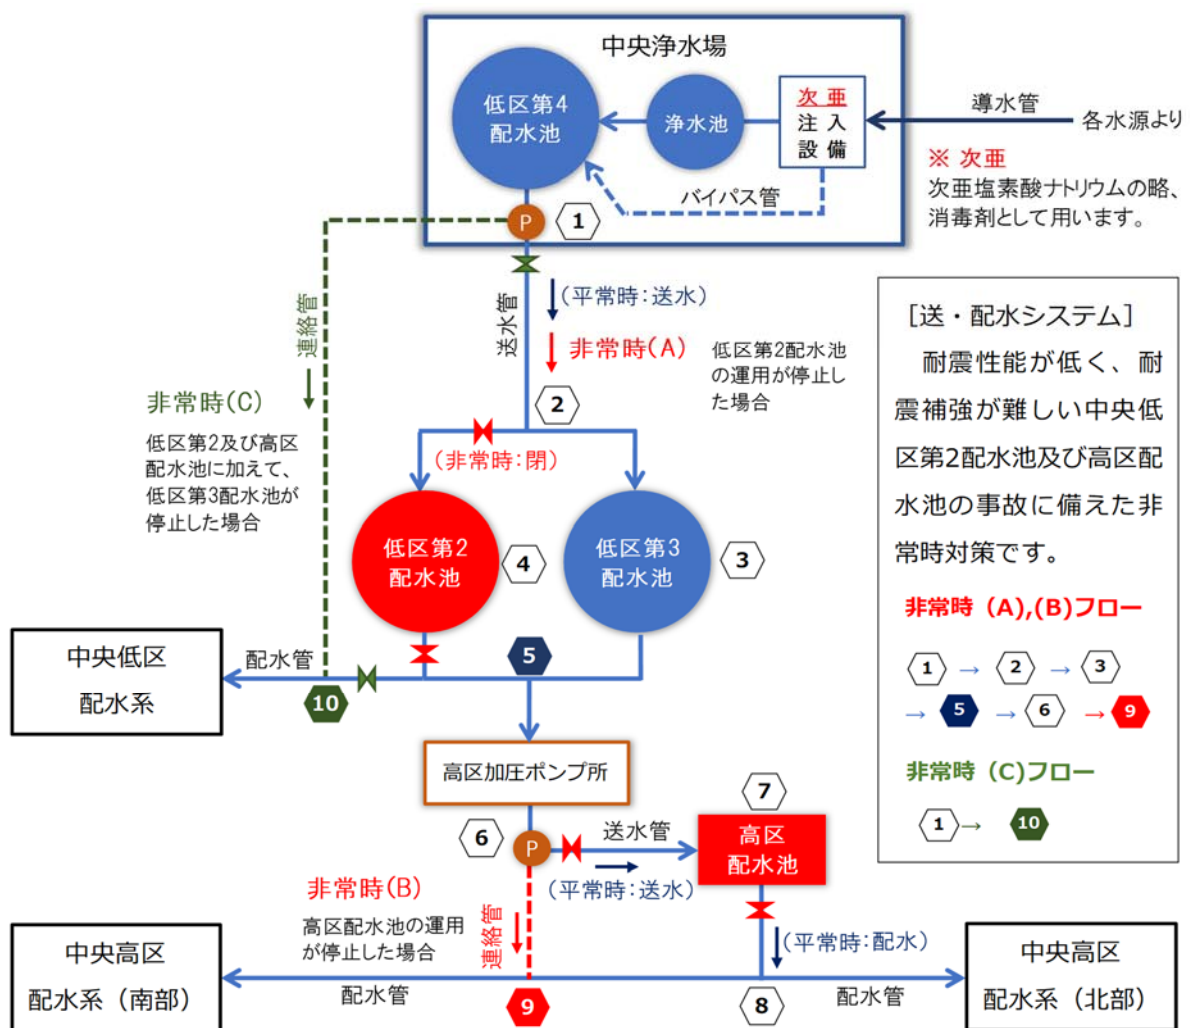 中央浄水場
低区第4
配水池
浄水池
次亜
注入
設備
導水管
各水源より
※ 次亜
次亜塩素酸ナトリウムの略、
消毒剤として用います。
バイパス管
P
1
送水管
(平常時:送水)
非常時(A)
低区第2配水池
の運用が停止し
た場合
連絡管
非常時(C)
低区第2及び高区
配水池に加えて、
低区第3配水池が
停止した場合
2
(非常時:閉)
低区第2
配水池
4
低区第3
配水池
3
中央低区
配水系
配水管
10
5
高区加圧ポンプ所
6
P
送水管
(平常時:送水)
7
高区
配水池
非常時(B)
高区配水池の運用
が停止した場合
連絡管
(平常時:配水)
中央高区
配水系(南部)
配水管
9
8
配水管
中央高区
配水系(北部)
[送・配水システム]
耐震性能が低く、耐
震補強が難しい中央低
区第2配水池及び高区配
水池の事故に備えた非
常時対策です。
非常時 (A),(B)フロー
1 → 2 → 3
→ 5 → 6 → 9
非常時 (C)フロー
1 → 10